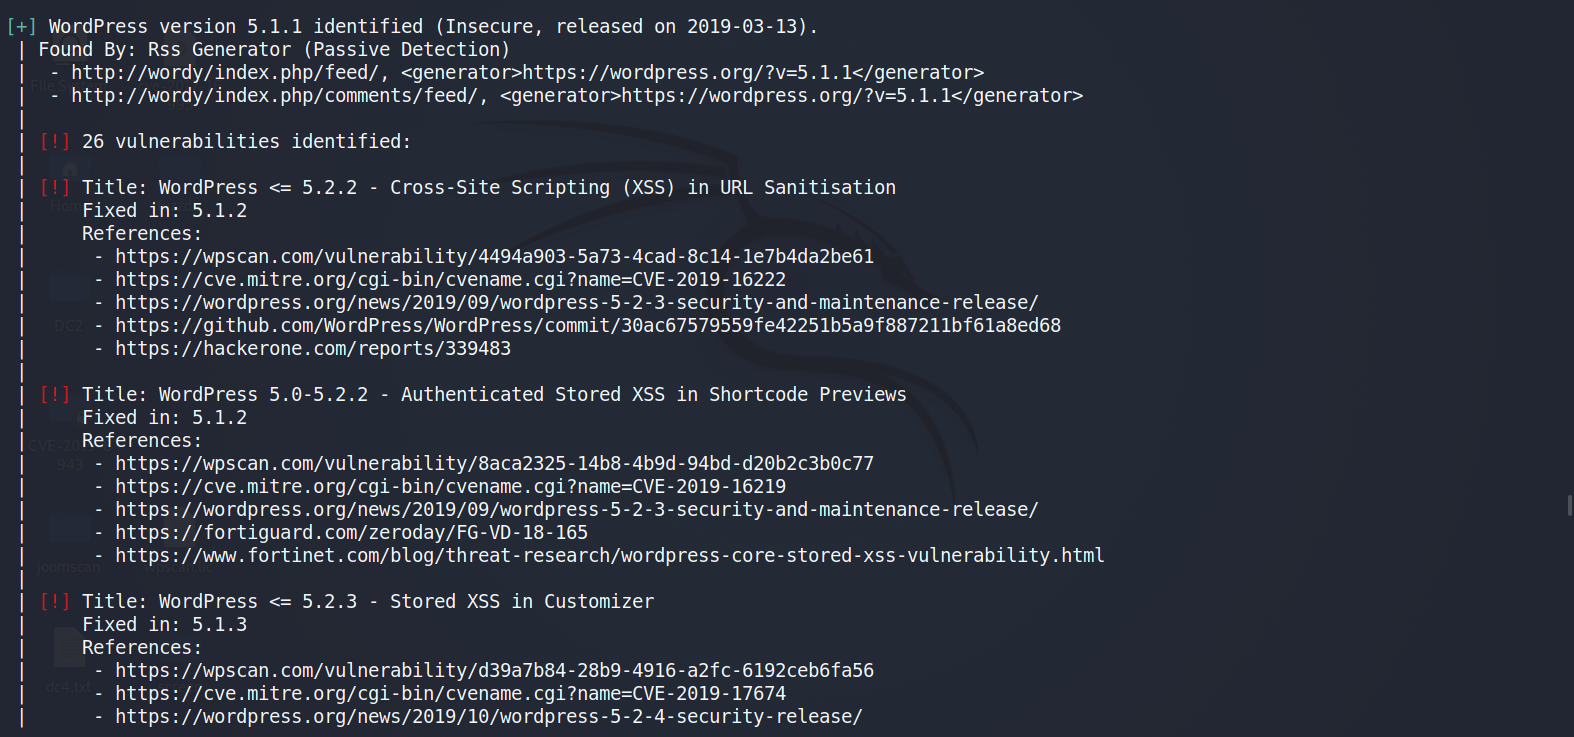 [+] WordPress version 5.1.1 identified (Insecure, released on 2019-03-13).
| Found By: Rss Generator (Passive Detection)
|  - http://wordy/index.php/feed/, <generator>https://wordpress.org/?v=5.1.1</generator>
|  - http://wordy/index.php/comments/feed/, <generator>https://wordpress.org/?v=5.1.1</generator>
|
| [!] 26 vulnerabilities identified:
|
| [!] Title: WordPress <= 5.2.2 - Cross-Site Scripting (XSS) in URL Sanitisation
|     Fixed in: 5.1.2
|     References:
|      - https://wpscan.com/vulnerability/4494a903-5a73-4cad-8c14-1e7b4da2be61
|      - https://cve.mitre.org/cgi-bin/cvename.cgi?name=CVE-2019-16222
|      - https://wordpress.org/news/2019/09/wordpress-5-2-3-security-and-maintenance-release/
|      - https://github.com/WordPress/WordPress/commit/30ac67579559fe42251b5a9f887211bf61a8ed68
|      - https://hackerone.com/reports/339483
|
| [!] Title: WordPress 5.0-5.2.2 - Authenticated Stored XSS in Shortcode Previews
|     Fixed in: 5.1.2
|     References:
|      - https://wpscan.com/vulnerability/8aca2325-14b8-4b9d-94bd-d20b2c3b0c77
|      - https://cve.mitre.org/cgi-bin/cvename.cgi?name=CVE-2019-16219
|      - https://wordpress.org/news/2019/09/wordpress-5-2-3-security-and-maintenance-release/
|      - https://fortiguard.com/zeroday/FG-VD-18-165
|      - https://www.fortinet.com/blog/threat-research/wordpress-core-stored-xss-vulnerability.html
|
| [!] Title: WordPress <= 5.2.3 - Stored XSS in Customizer
|     Fixed in: 5.1.3
|     References:
|      - https://wpscan.com/vulnerability/d39a7b84-28b9-4916-a2fc-6192ceb6fa56
|      - https://cve.mitre.org/cgi-bin/cvename.cgi?name=CVE-2019-17674
|      - https://wordpress.org/news/2019/10/wordpress-5-2-4-security-release/
DC2
joomscan
dc4.txt